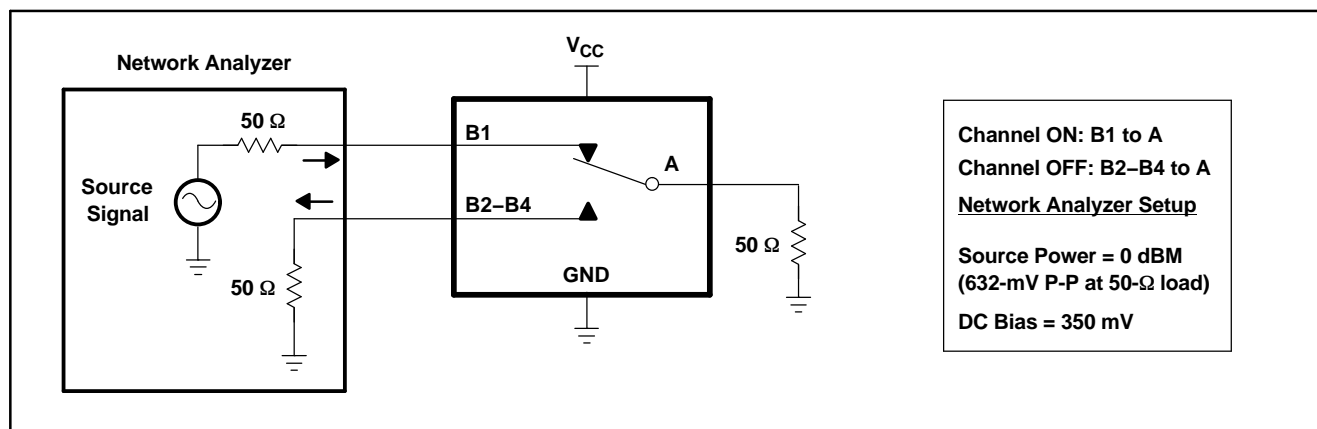 V_CC
Network Analyzer
50 Ω
B1
A
Source
Signal
B2–B4
50 Ω
50 Ω
GND
Channel ON: B1 to A
Channel OFF: B2–B4 to A
Network Analyzer Setup
Source Power = 0 dBM
(632-mV P-P at 50-Ω load)
DC Bias = 350 mV